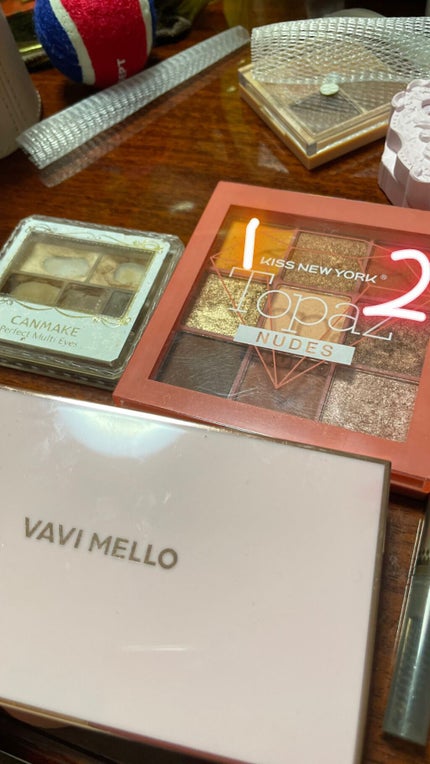 1
2
KISS NEW YORK®
Topaz
NUDES
CANMAKE
Perfect Multi Eyes
VAVI MELLO